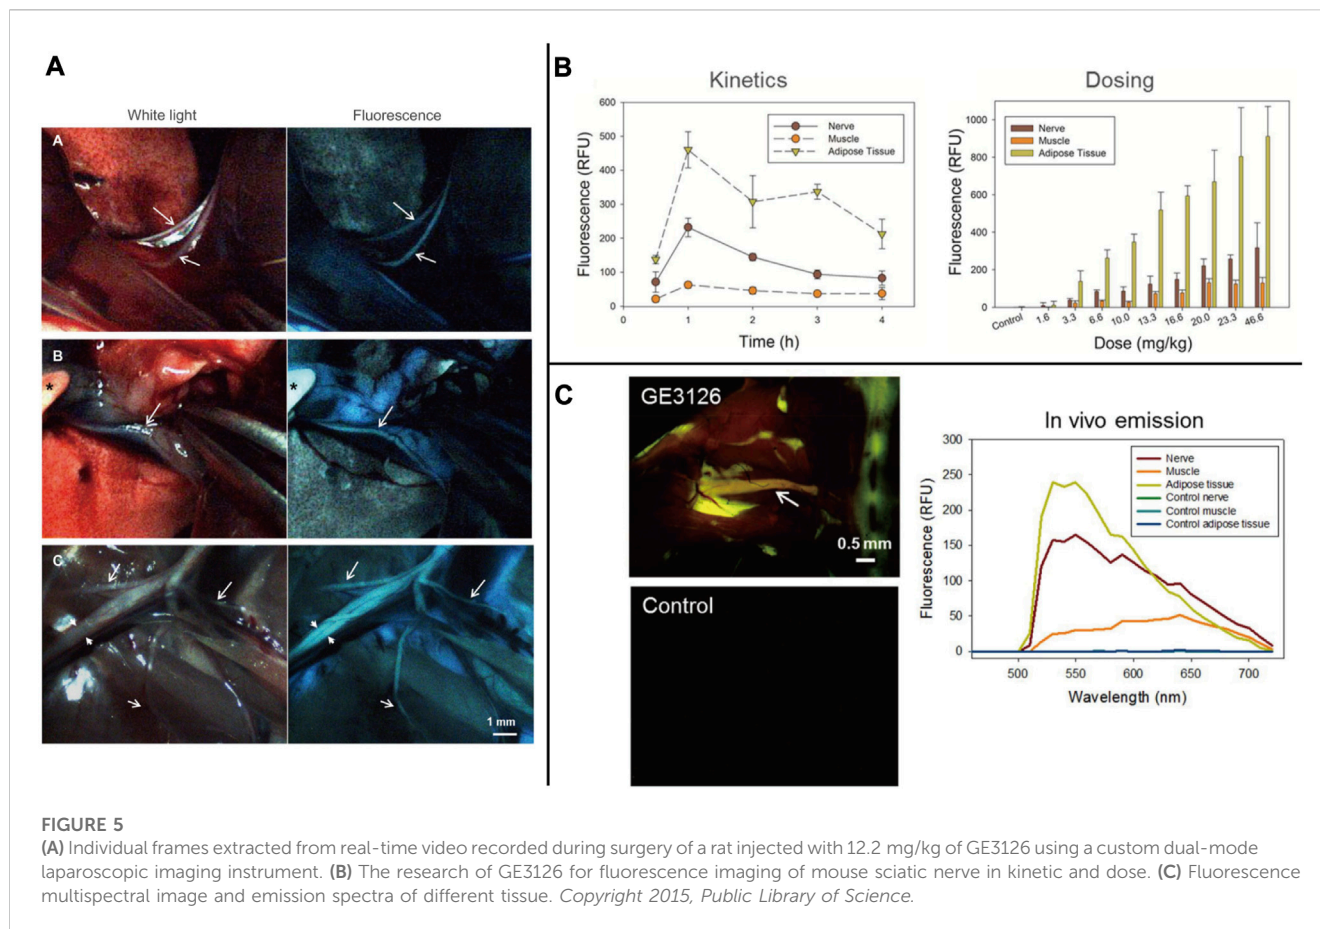 A
White light
Fluorescence
A
B
*
*
C
1 mm
B
Kinetics
Fluorescence (RFU)
600
500
400
300
200
100
0
Nerve
Muscle
Adipose Tissue
0
1
2
3
4
Time (h)
Dosing
Fluorescence (RFU)
1000
800
600
400
200
0
Nerve
Muscle
Adipose Tissue
Control
1.6
3.3
6.6
10.0
13.3
16.6
20.0
23.3
46.6
Dose (mg/kg)
C
GE3126
0.5 mm
Control
In vivo emission
Fluorescence (RFU)
300
250
200
150
100
50
0
Nerve
Muscle
Adipose tissue
Control nerve
Control muscle
Control adipose tissue
500
550
600
650
700
Wavelength (nm)
FIGURE 5
(A) Individual frames extracted from real-time video recorded during surgery of a rat injected with 12.2 mg/kg of GE3126 using a custom dual-mode
laparoscopic imaging instrument. (B) The research of GE3126 for fluorescence imaging of mouse sciatic nerve in kinetic and dose. (C) Fluorescence
multispectral image and emission spectra of different tissue. Copyright 2015, Public Library of Science.